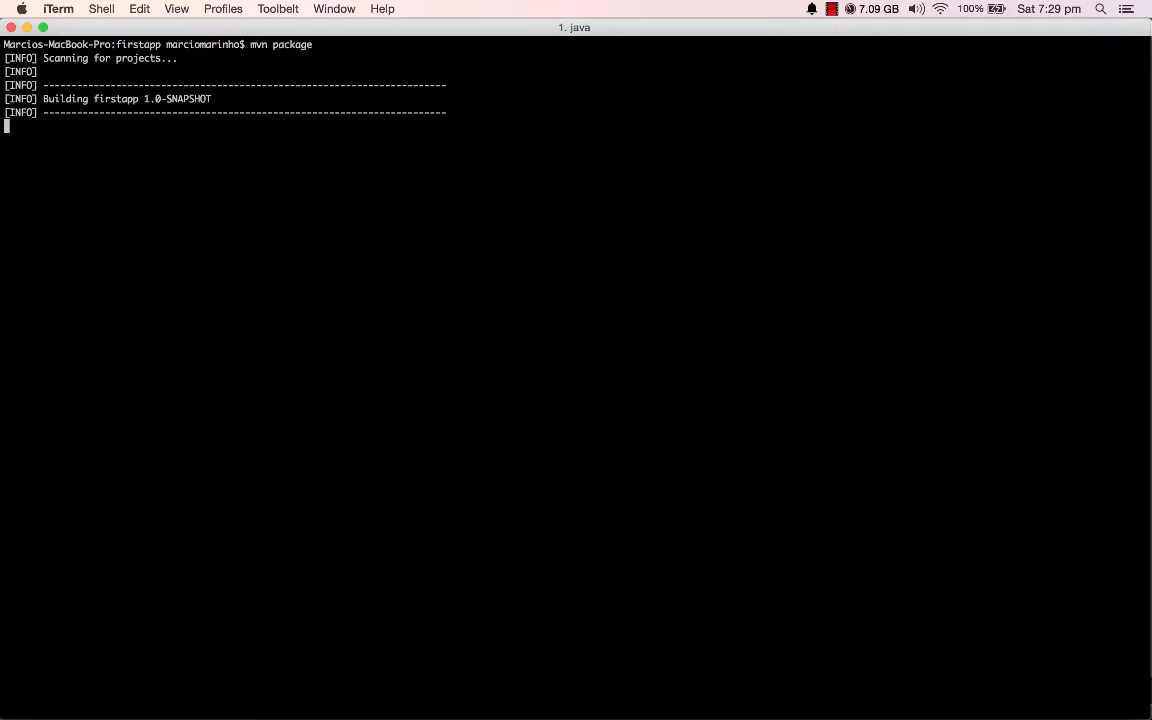 iTerm Shell Edit View Profiles Toolbelt Window Help 7.09 GB 100% Sat 7:29 pm
1. java
Marcios-MacBook-Pro:firstapp marciomarinho$ mvn package
[INFO] Scanning for projects...
[INFO]
[INFO] ------------------------------------------------------------------------
[INFO] Building firstapp 1.0-SNAPSHOT
[INFO] ------------------------------------------------------------------------